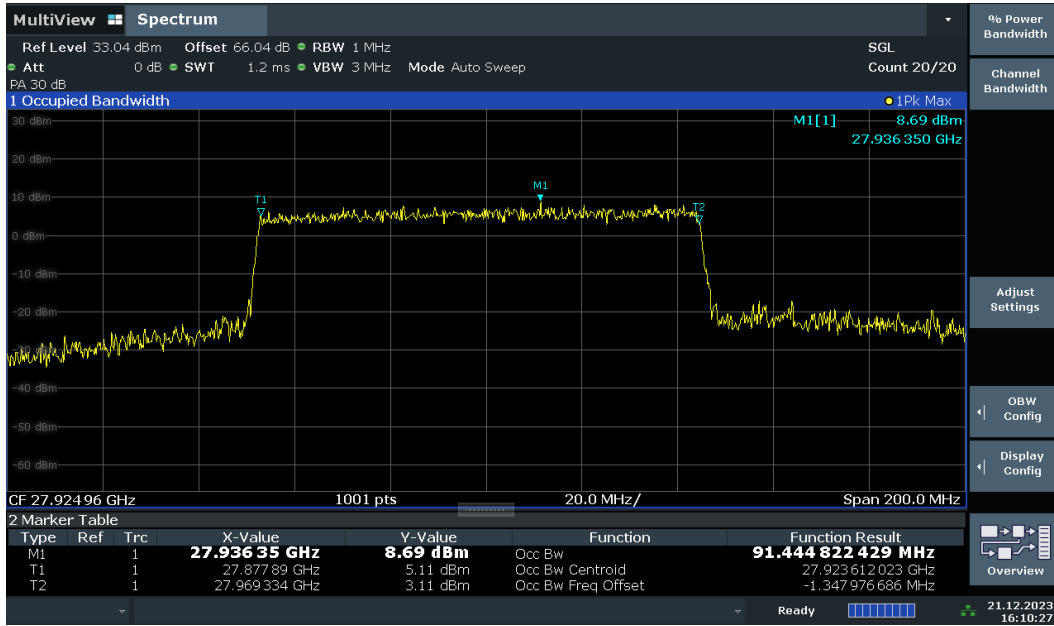 MultiView Spectrum
Ref Level 33.04 dBm Offset 66.04 dB RBW 1 MHz SGL
Att 0 dB SWT 1.2 ms VBW 3 MHz Mode Auto Sweep Count 20/20
PA 30 dB
1 Occupied Bandwidth 1Pk Max
30 dBm M1[1] 8.69 dBm
27.936 350 GHz
20 dBm
M1
10 dBm T1 T2
0 dBm
-10 dBm
-20 dBm
-40 dBm
-50 dBm
-60 dBm
CF 27.924 96 GHz 1001 pts 20.0 MHz/ Span 200.0 MHz
2 Marker Table
Type Ref Trc X-Value Y-Value Function Function Result
M1 1 27.936 35 GHz 8.69 dBm Occ Bw 91.444 822 429 MHz
T1 1 27.877 89 GHz 5.11 dBm Occ Bw Centroid 27.923 612 023 GHz
T2 1 27.969 334 GHz 3.11 dBm Occ Bw Freq Offset -1.347 976 686 MHz
Ready 21.12.2023
16:10:27
% Power
Bandwidth
Channel
Bandwidth
Adjust
Settings
OBW
Config
Display
Config
Overview